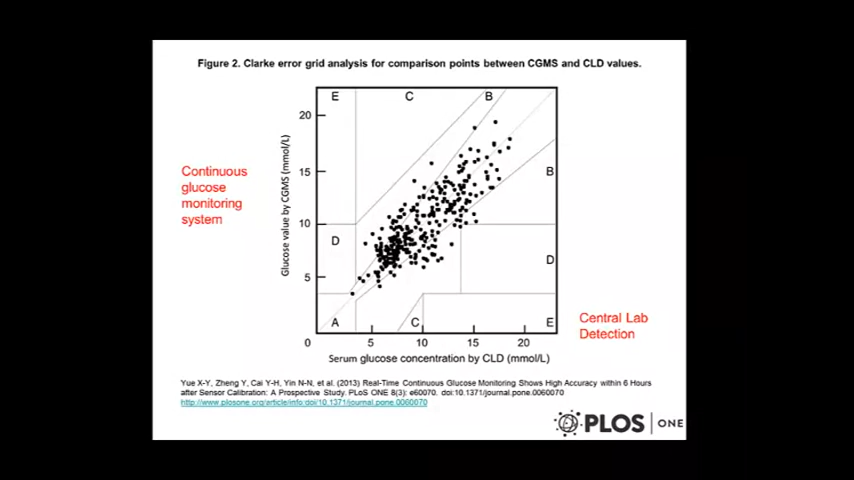 Figure 2. Clarke error grid analysis for comparison points between CGMS and CLD values.
E
C
B
20
Continuous
glucose
monitoring
system
Glucose value by CGMS (mmol/L)
15
B
10
D
D
5
A
C
E
Central Lab
Detection
0
5
10
15
20
Serum glucose concentration by CLD (mmol/L)
Yue X-Y, Zheng Y, Cai Y-H, Yin N-N, et al. (2013) Real-Time Continuous Glucose Monitoring Shows High Accuracy within 6 Hours
after Sensor Calibration: A Prospective Study. PLoS ONE 8(3): e60070. doi:10.1371/journal.pone.0060070
http://www.plosone.org/article/info:doi/10.1371/journal.pone.0060070
PLOS | ONE